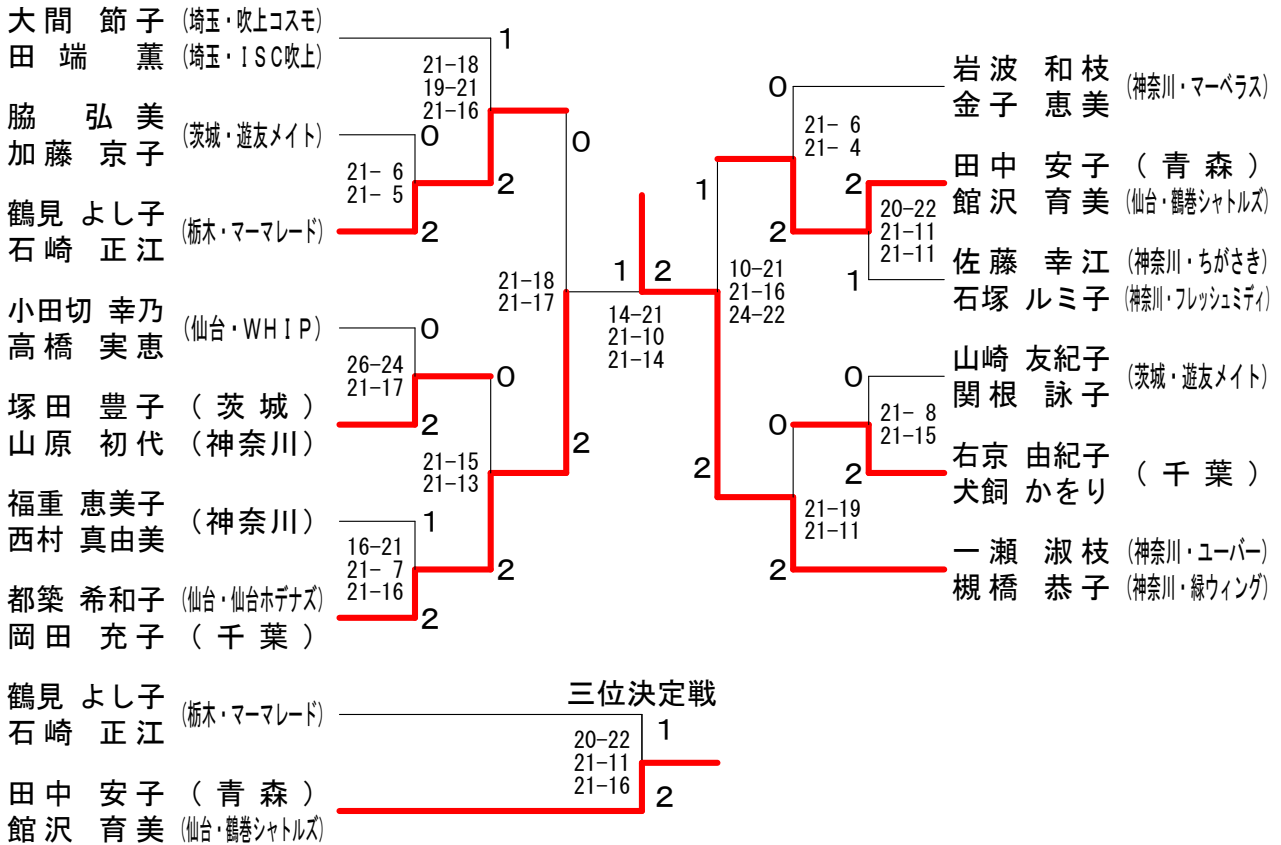 大間 節子 (埼玉・吹上コスモ)
田端 薫 (埼玉・ISC吹上)
1
21-18
19-21
21-16
脇 弘美
加藤 京子
(茨城・遊友メイト)
0
21- 6
21- 5
2
鶴見 よし子
石崎 正江
(栃木・マーマレード)
2
0
21-18
21-17
小田切 幸乃
高橋 実恵
(仙台・WHIP)
0
26-24
21-17
0
塚田 豊子 (茨城)
山原 初代 (神奈川)
2
21-15
21-13
2
福重 恵美子
西村 真由美
(神奈川)
1
16-21
21- 7
21-16
2
都築 希和子 (仙台・仙台ホデナズ)
岡田 充子 (千葉)
2
1 2
14-21
21-10
21-14
岩波 和枝
金子 恵美
(神奈川・マーベラス)
0
21- 6
21- 4
田中 安子 (青森)
館沢 育美 (仙台・鶴巻シャトルズ)
2
1
2
20-22
21-11
21-11
佐藤 幸江 (神奈川・ちがさき)
石塚 ルミ子 (神奈川・フレッシュミディ)
1
10-21
21-16
24-22
山崎 友紀子
関根 詠子
(茨城・遊友メイト)
0
21- 8
21-15
0
右京 由紀子
犬飼 かをり
(千葉)
2
2
21-19
21-11
一瀬 淑枝 (神奈川・ユーバー)
槻橋 恭子 (神奈川・緑ウィング)
2
三位決定戦
鶴見 よし子
石崎 正江
(栃木・マーマレード)
1
20-22
21-11
21-16
田中 安子 (青森)
館沢 育美 (仙台・鶴巻シャトルズ)
2